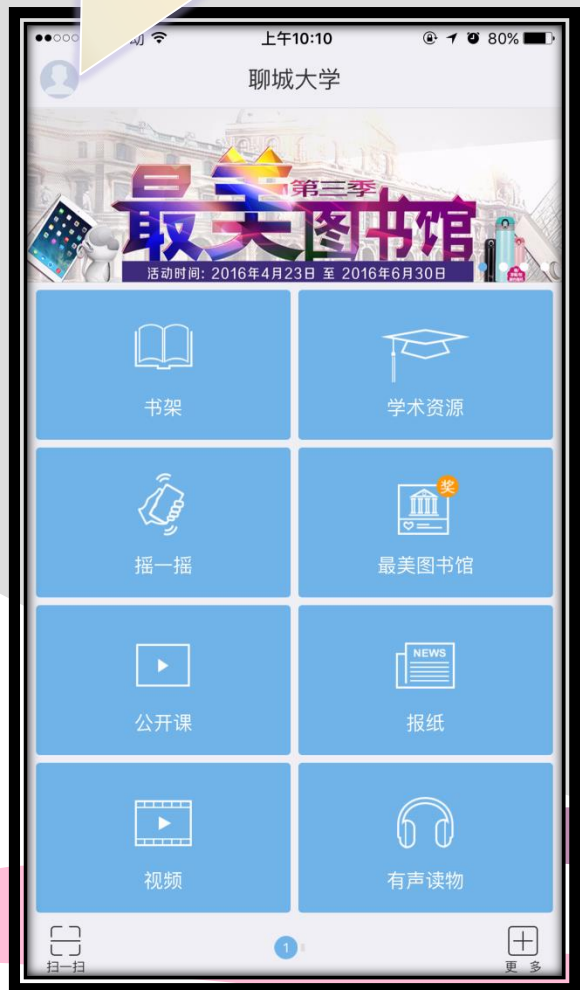 动
上午10:10
80%
聊城大学
第三季
最美图书馆
活动时间: 2016年4月23日 至 2016年6月30日
书架
学术资源
摇一摇
奖
最美图书馆
公开课
NEWS
报纸
视频
有声读物
扫一扫
1
更 多